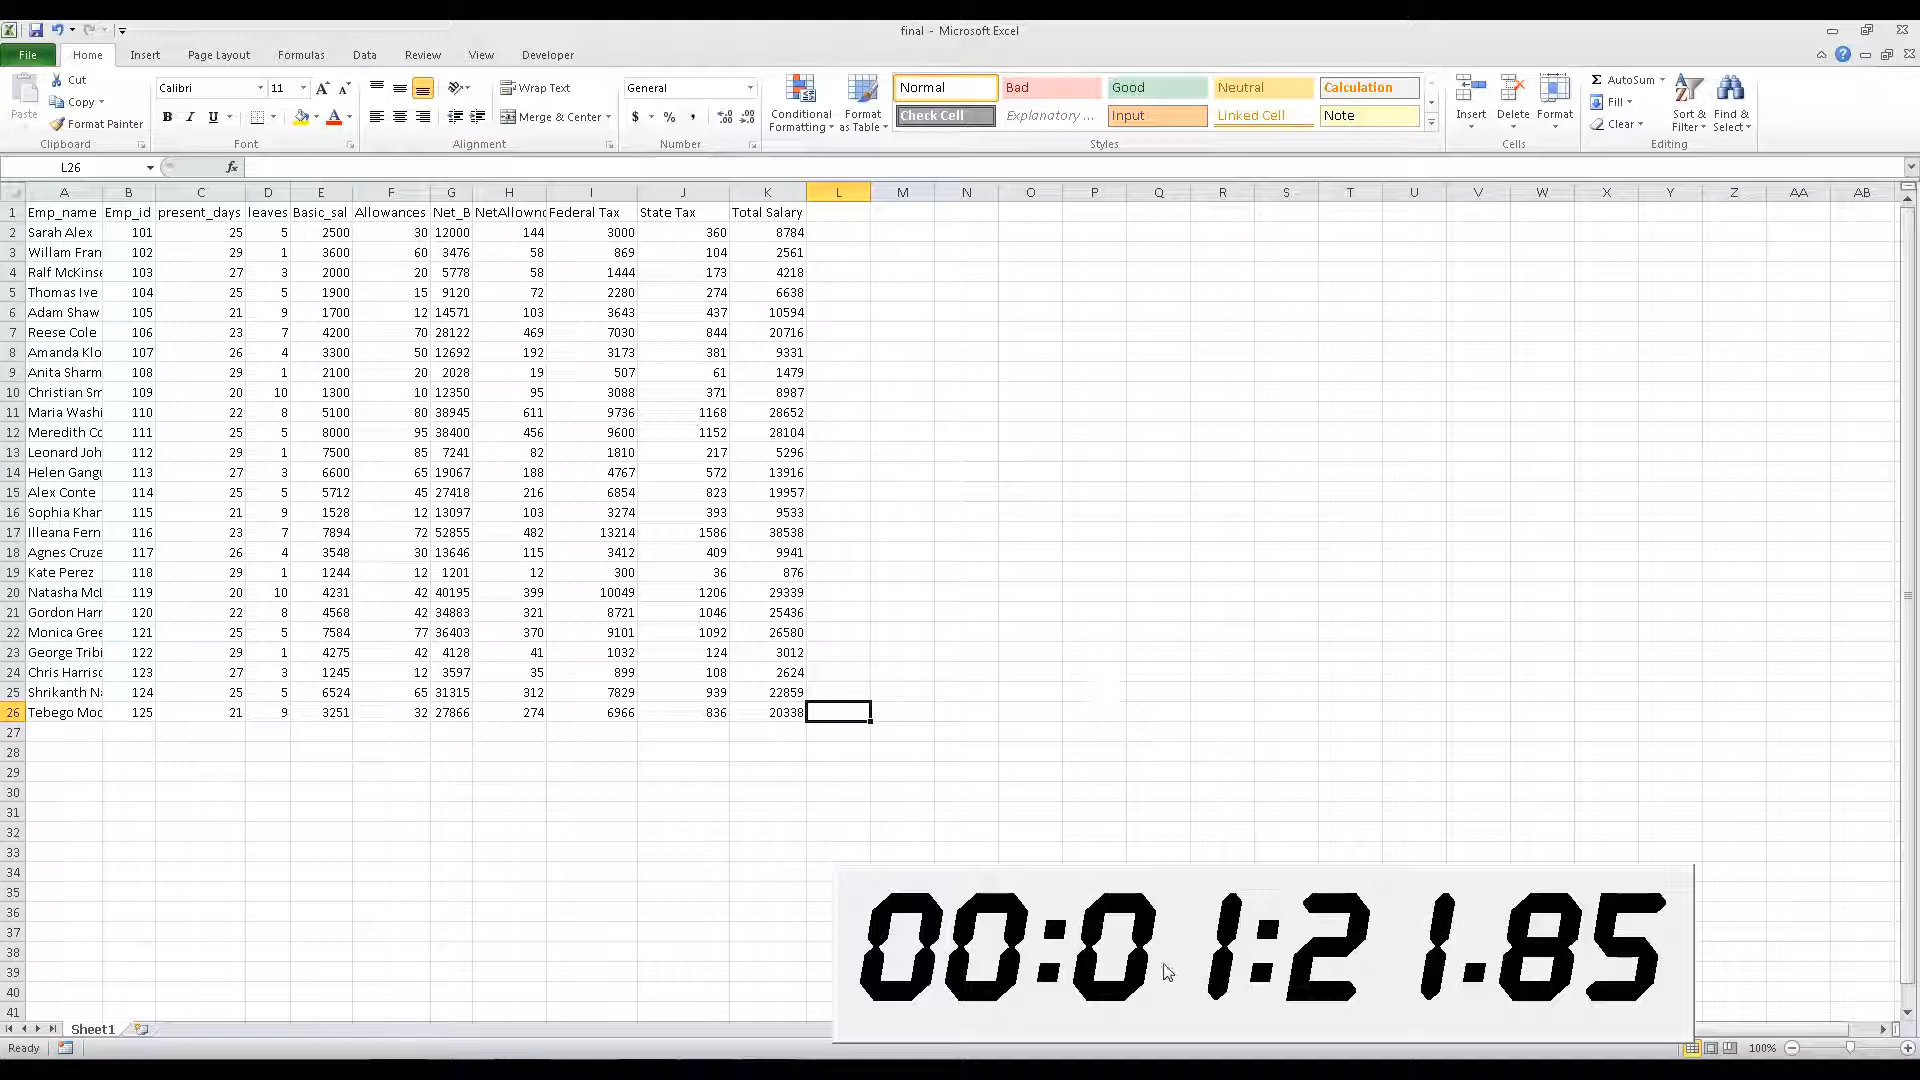 final - Microsoft Excel
File Home Insert Page Layout Formulas Data Review View Developer
Cut
Copy
Format Painter
Paste
Calibri 11
Wrap Text
Merge & Center
General
Conditional Formatting
Format as Table
Normal Bad Good Neutral Calculation
Check Cell Explanatory ... Input Linked Cell Note
Insert Delete Format
AutoSum
Fill
Clear
Sort & Filter
Find & Select
Clipboard Font Alignment Number Styles Cells Editing
L26 fx
A B C D E F G H I J K L M N O P Q R S T U V W X Y Z AA AB
1 Emp_name Emp_id present_days leaves Basic_sal Allowances Net_B NetAllownc Federal Tax State Tax Total Salary
2 Sarah Alex 101 25 5 2500 30 12000 144 3000 360 8784
3 Willam Fran 102 29 1 3600 60 3476 58 869 104 2561
4 Ralf McKinse 103 27 3 2000 20 5778 58 1444 173 4218
5 Thomas Ive 104 25 5 1900 15 9120 72 2280 274 6638
6 Adam Shaw 105 21 9 1700 12 14571 103 3643 437 10594
7 Reese Cole 106 23 7 4200 70 28122 469 7030 844 20716
8 Amanda Klo 107 26 4 3300 50 12692 192 3173 381 9331
9 Anita Sharm 108 29 1 2100 20 2028 19 507 61 1479
10 Christian Sm 109 20 10 1300 10 12350 95 3088 371 8987
11 Maria Washi 110 22 8 5100 80 38945 611 9736 1168 28652
12 Meredith Co 111 25 5 8000 95 38400 456 9600 1152 28104
13 Leonard Joh 112 29 1 7500 85 7241 82 1810 217 5296
14 Helen Gangu 113 27 3 6600 65 19067 188 4767 572 13916
15 Alex Conte 114 25 5 5712 45 27418 216 6854 823 19957
16 Sophia Khan 115 21 9 1528 12 13097 103 3274 393 9533
17 Illeana Fern 116 23 7 7894 72 52855 482 13214 1586 38538
18 Agnes Cruze 117 26 4 3548 30 13646 115 3412 409 9941
19 Kate Perez 118 29 1 1244 12 1201 12 300 36 876
20 Natasha McL 119 20 10 4231 42 40195 399 10049 1206 29339
21 Gordon Harr 120 22 8 4568 42 34883 321 8721 1046 25436
22 Monica Gree 121 25 5 7584 77 36403 370 9101 1092 26580
23 George Tribi 122 29 1 4275 42 4128 41 1032 124 3012
24 Chris Harriso 123 27 3 1245 12 3597 35 899 108 2624
25 Shrikanth Na 124 25 5 6524 65 31315 312 7829 939 22859
26 Tebego Moc 125 21 9 3251 32 27866 274 6966 836 20338
27
28
29
30
31
32
33
34
35
36
37
38
39
40
41
00:01:21.85
Sheet1
Ready 100%